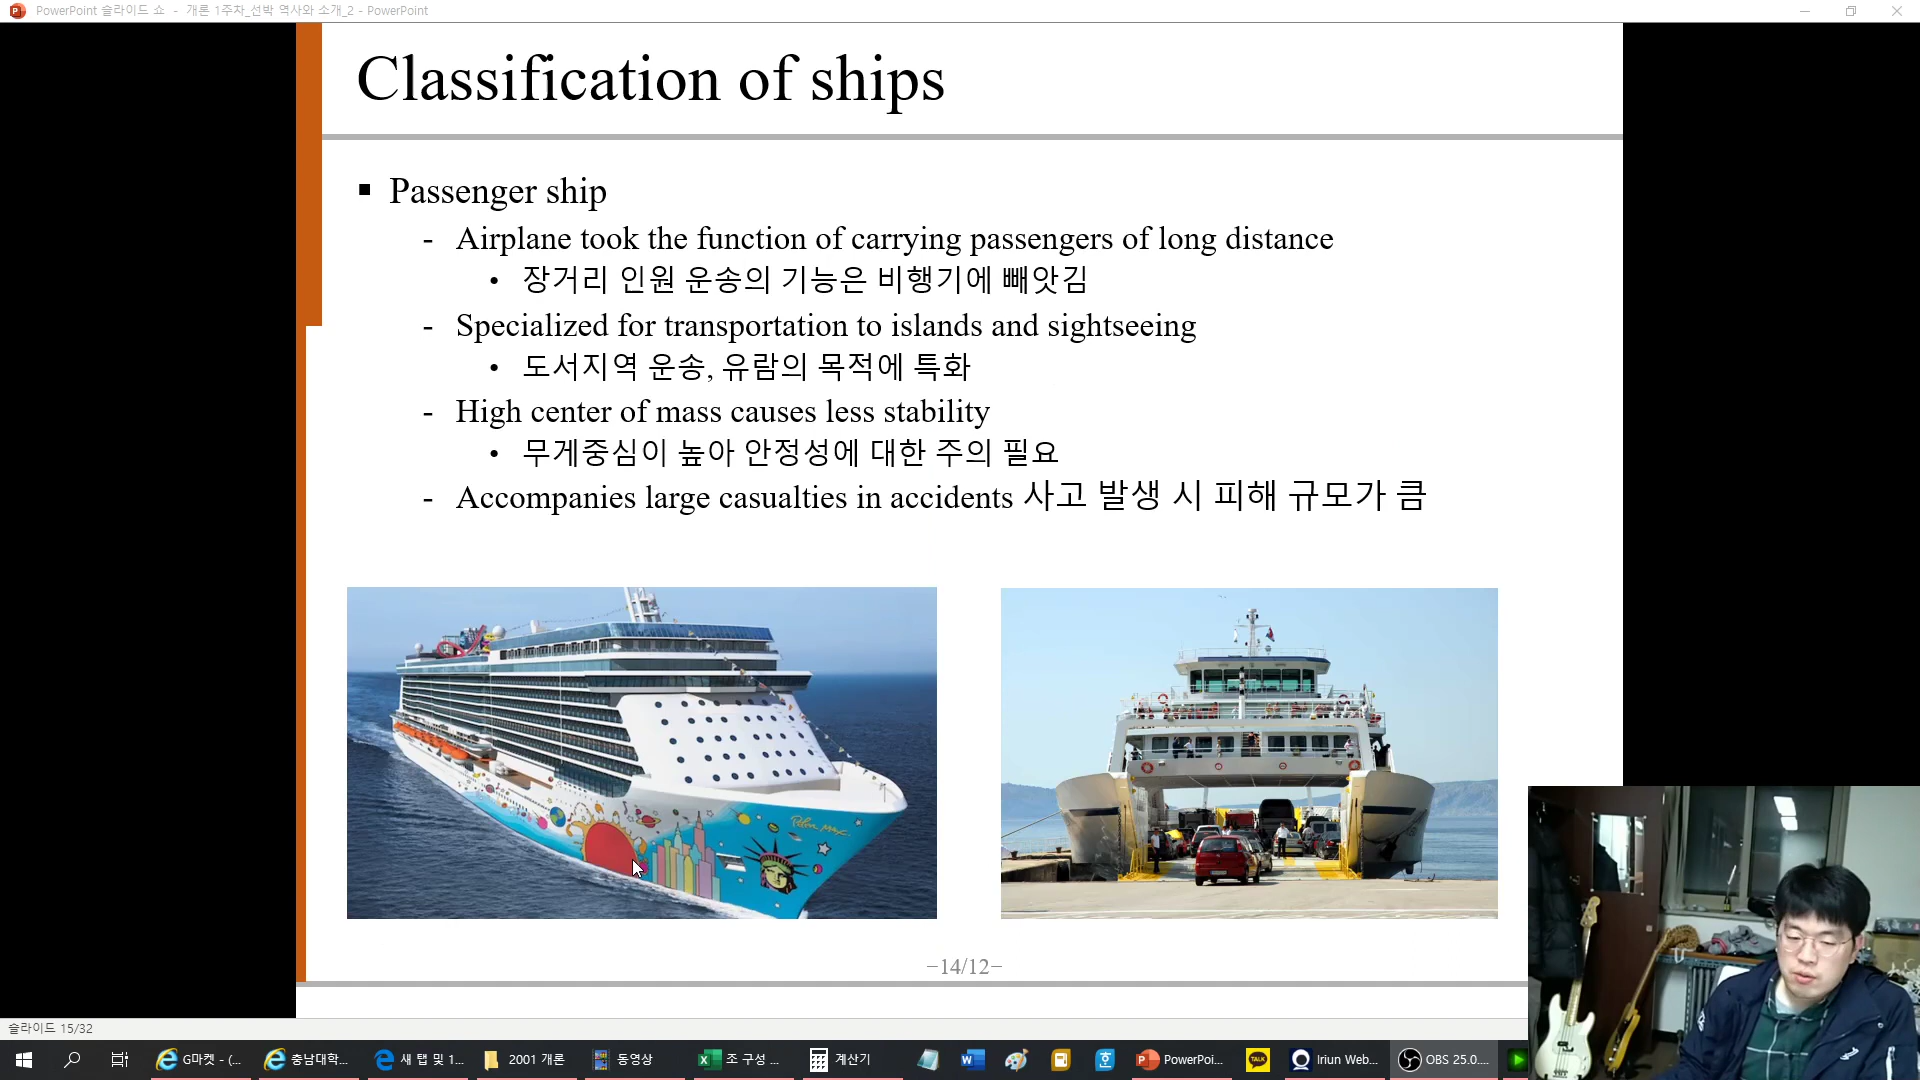 PowerPoint 슬라이드 쇼 - 개론 1주차_선박 역사와 소개_2 - PowerPoint
Classification of ships
▪ Passenger ship
- Airplane took the function of carrying passengers of long distance
• 장거리 인원 운송의 기능은 비행기에 빼앗김
- Specialized for transportation to islands and sightseeing
• 도서지역 운송, 유람의 목적에 특화
- High center of mass causes less stability
• 무게중심이 높아 안정성에 대한 주의 필요
- Accompanies large casualties in accidents 사고 발생 시 피해 규모가 큼
−14/12−
슬라이드 15/32
G마켓 - (...
충남대학...
새 탭 및 1...
2001 개론
동영상
조 구성 ...
계산기
PowerPoi...
TALK
Iriun Web...
OBS 25.0....